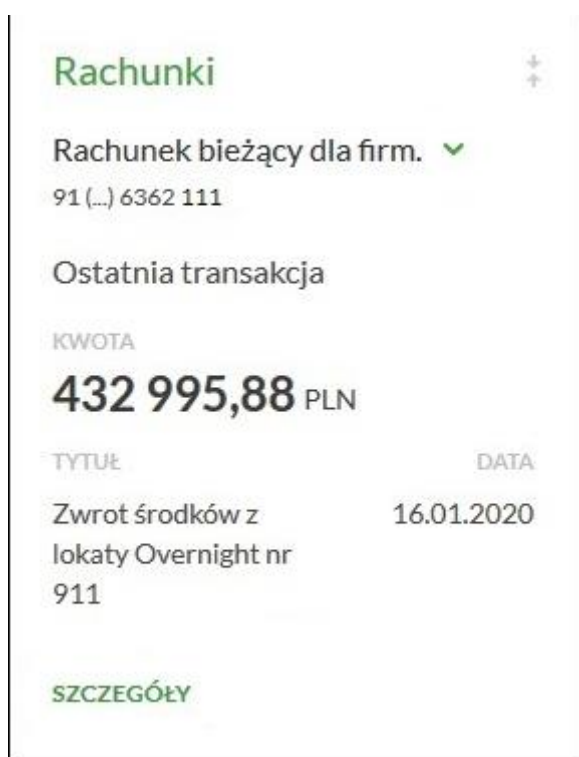 Rachunki
Rachunek bieżący dla firm.
91 (...) 6362 111
Ostatnia transakcja
KWOTA
432 995,88 PLN
TYTUŁ DATA
Zwrot środków z 16.01.2020
lokaty Overnight nr
911
SZCZEGÓŁY